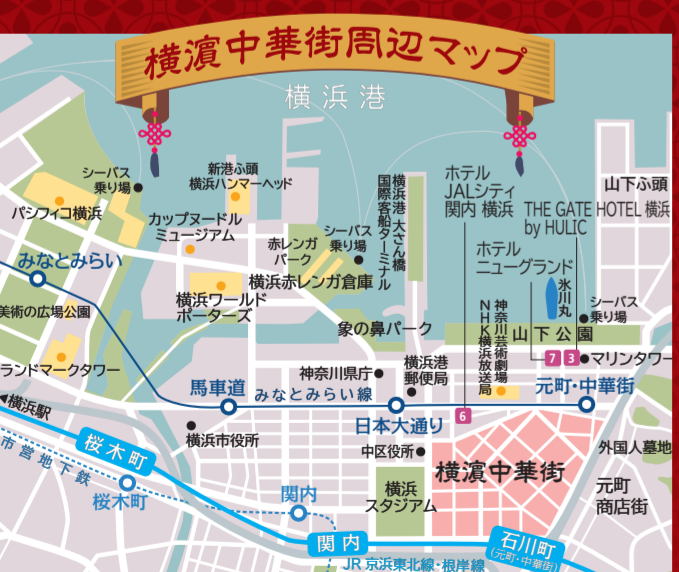 横濵中華街周辺マップ
横浜港
シーバス
乗り場
新港ふ頭
横浜ハンマーヘッド
パシフィコ横浜
カップヌードル
ミュージアム
赤レンガ
パーク
シーバス
乗り場
横浜港 大さん橋
国際客船ターミナル
ホテル
JALシティ
関内 横浜
山下ふ頭
THE GATE HOTEL 横浜
by HULIC
ホテル
ニューグランド
みなとみらい
横浜赤レンガ倉庫
横浜ワールド
ポーターズ
氷川丸
シーバス
乗り場
美術の広場公園
象の鼻パーク
神奈川芸術劇場
NHK横浜放送局
山下公園
ランドマークタワー
7
3
マリンタワー
神奈川県庁
横浜港
郵便局
馬車道
みなとみらい線
元町・中華街
横浜駅
日本大通り
6
横浜市役所
中区役所
外国人墓地
桜木町
市営地下鉄
横濵中華街
桜木町
関内
横浜
スタジアム
元町
商店街
関内
石川町
(元町・中華街)
JR 京浜東北線・根岸線